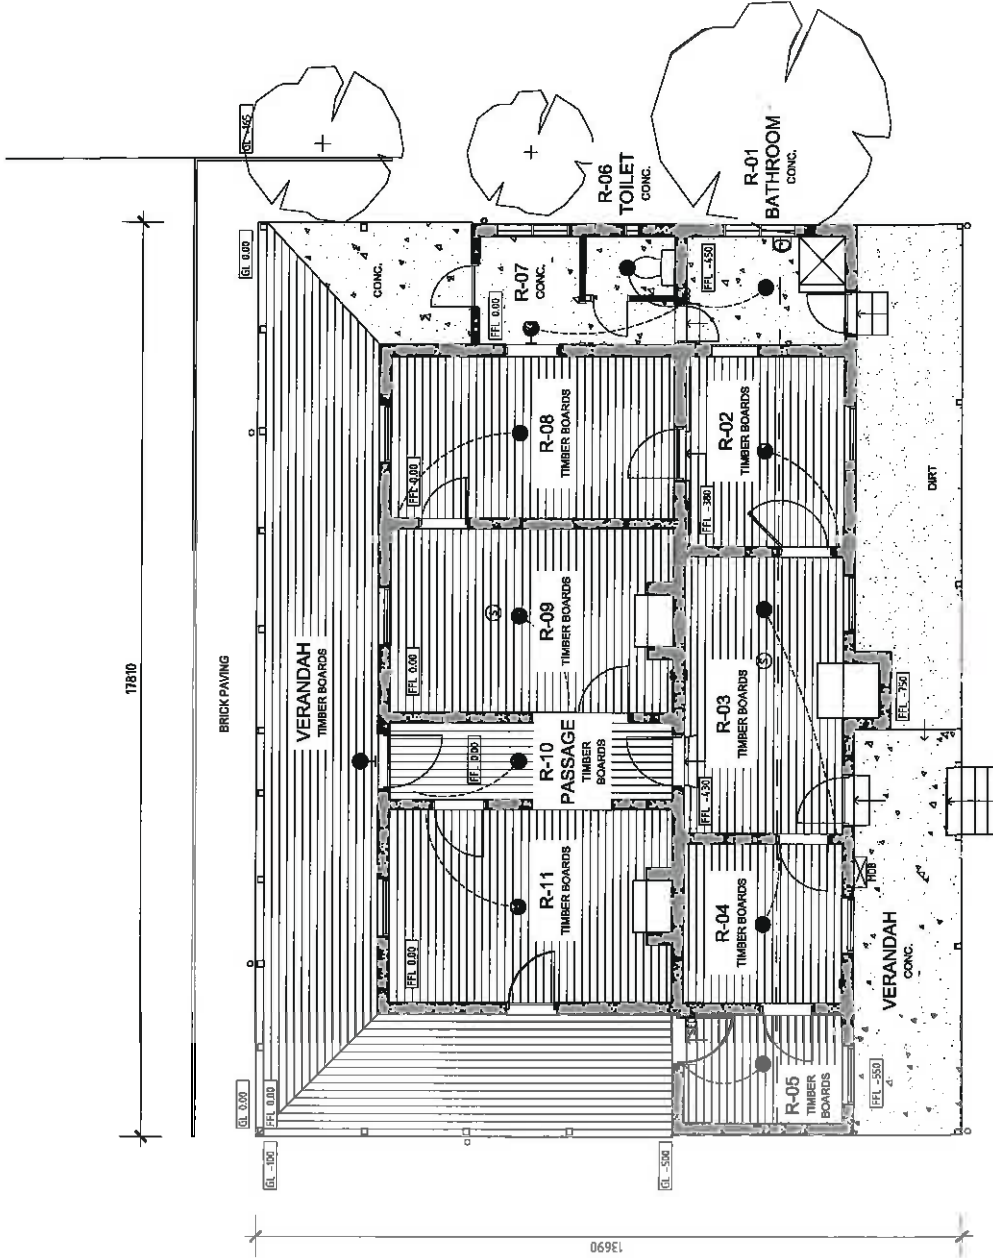 17810
BRICK PAVING
GL -465
GL 0.00
CONC.
VERANDAH
TIMBER BOARDS
GL 0.00
FFL 0.00
GL -100
R-06
TOILET
CONC.
R-01
BATHROOM
CONC.
R-07
CONC.
FFL 0.00
FFL -450
R-08
TIMBER BOARDS
FFL 0.00
R-02
TIMBER BOARDS
FFL -380
DIRT
R-09
TIMBER BOARDS
FFL 0.00
S
R-10
PASSAGE
TIMBER
BOARDS
FFL 0.00
R-03
S
FFL -430
FFL -750
R-11
TIMBER BOARDS
FFL 0.00
R-04
TIMBER BOARDS
MDB
VERANDAH
CONC.
R-05
TIMBER
BOARDS
FFL -550
GL -500
13690